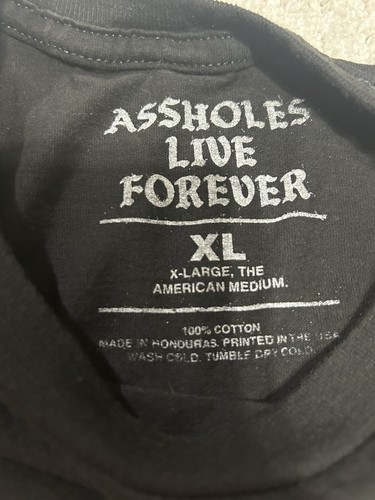 ASSHOLES
LIVE
FOREVER
XL
X-LARGE, THE
AMERICAN MEDIUM.
100% COTTON
MADE IN HONDURAS. PRINTED IN THE USA
WASH COLD. TUMBLE DRY COLD.